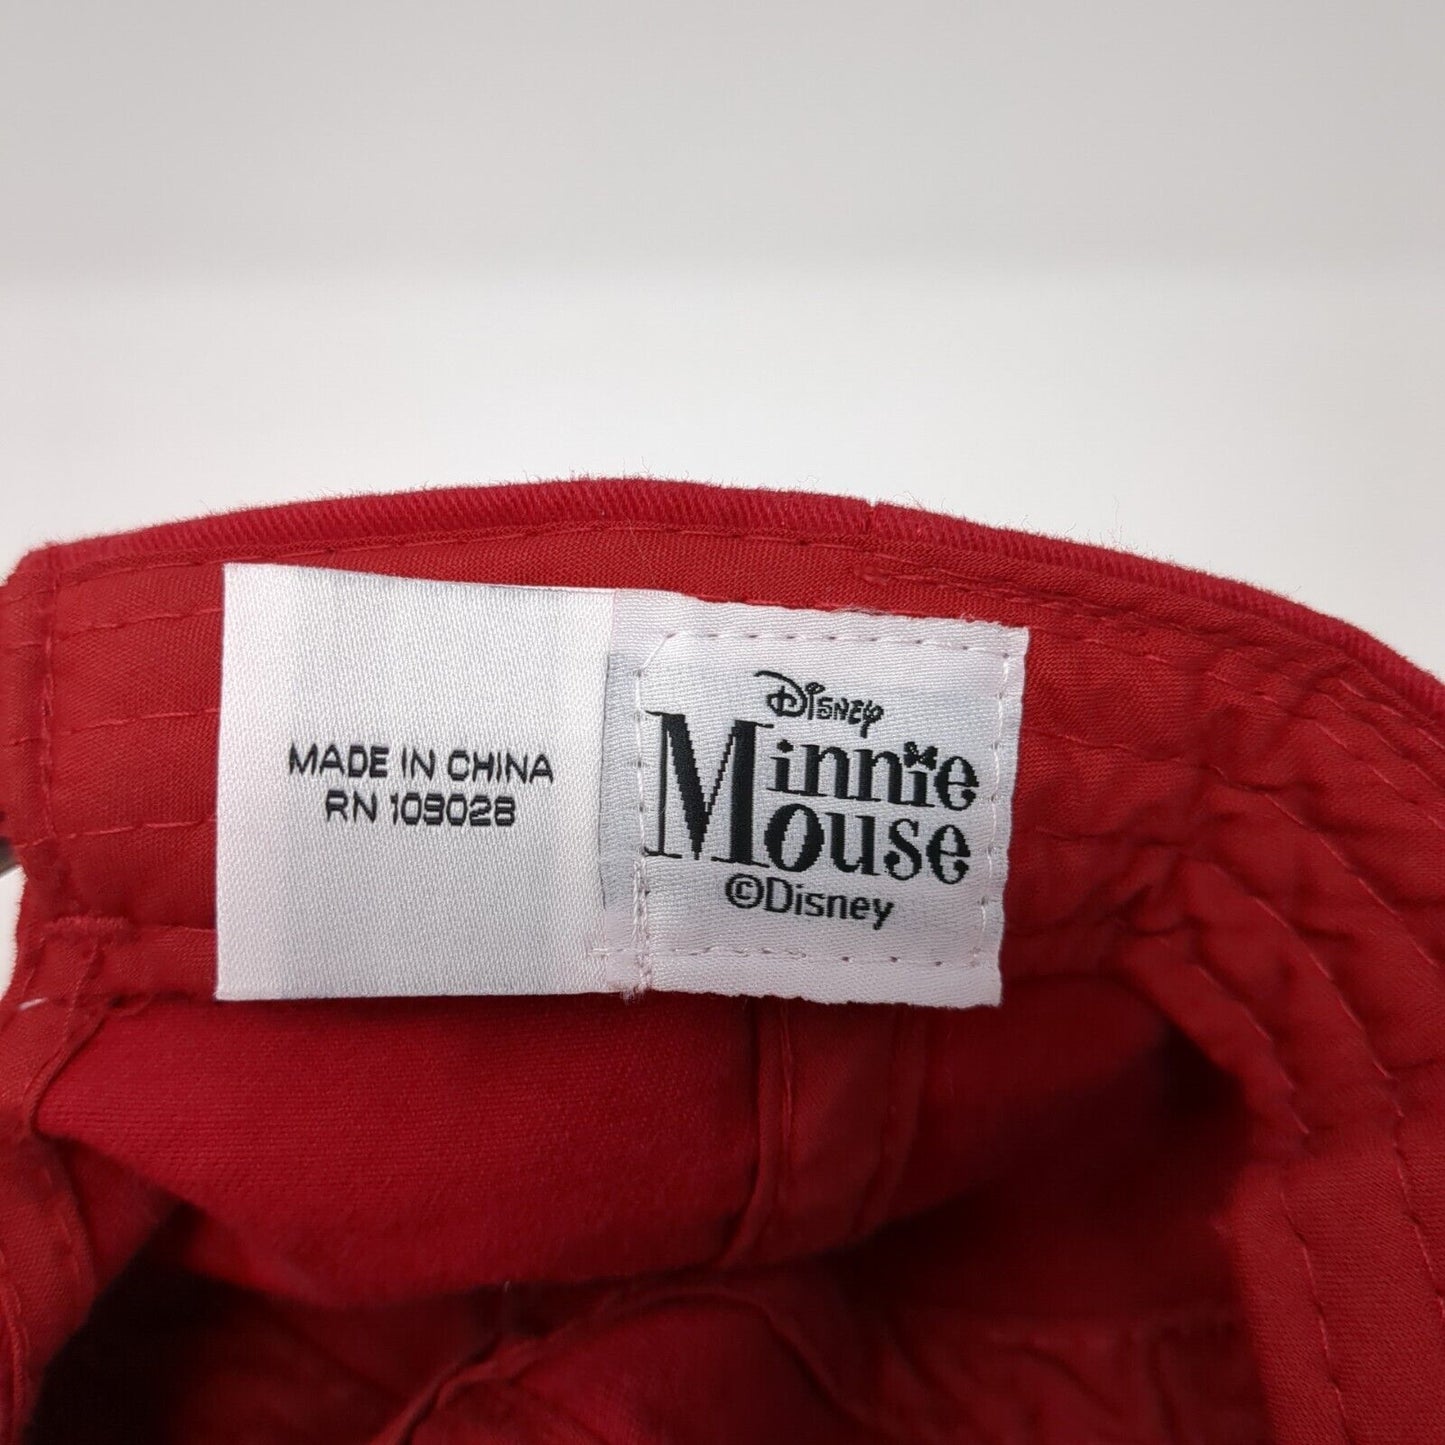 MADE IN CHINA
RN 109028
Disney
Minnie
Mouse
©Disney